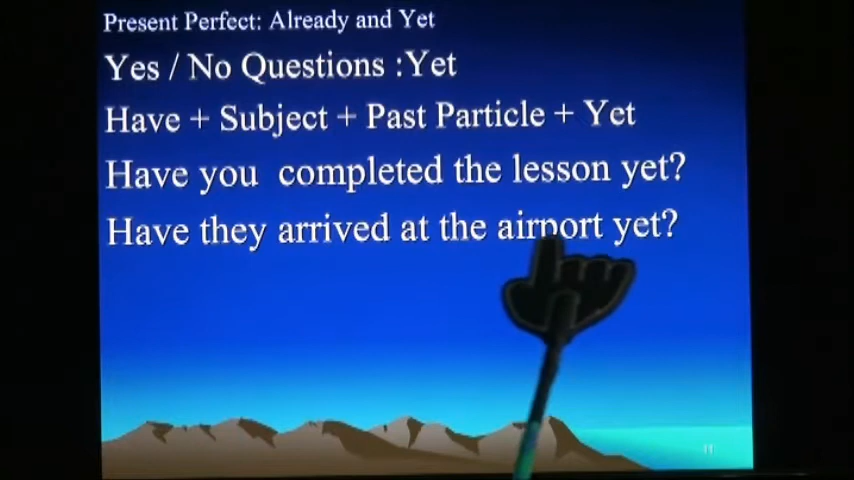 Present Perfect: Already and Yet
Yes / No Questions :Yet
Have + Subject + Past Particle + Yet
Have you completed the lesson yet?
Have they arrived at the airport yet?